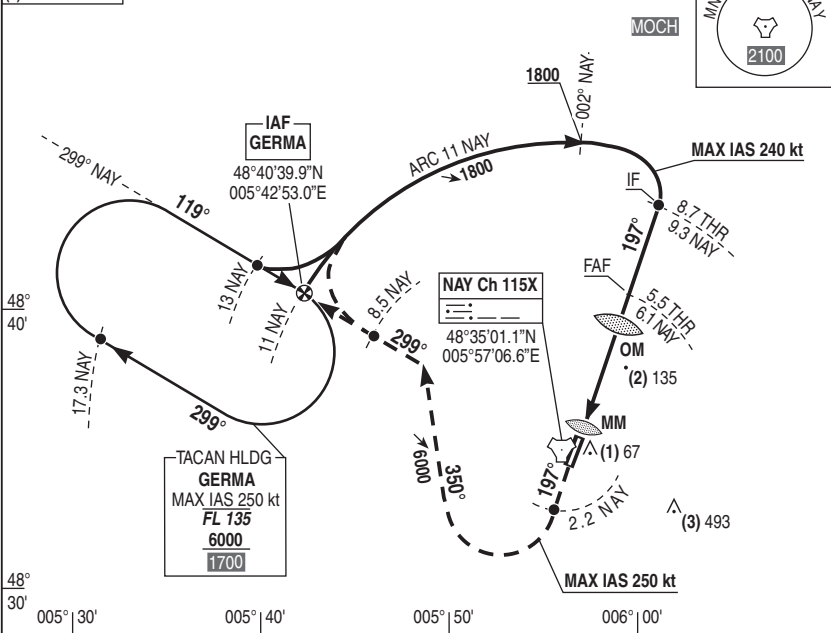 MOCH
MN
NAY
2100
1800
002° NAY
IAF
GERMA
48°40’39.9”N
005°42’53.0”E
299° NAY
119°
ARC 11 NAY
1800
MAX IAS 240 kt
IF
8.7 THR
9.3 NAY
197°
13 NAY
11 NAY
8.5 NAY
FAF
5.5 THR
6.1 NAY
NAY Ch 115X
48°35’01.1”N
005°57’06.6”E
48°
40'
OM
(2) 135
299°
17.3 NAY
299°
MM
(1) 67
6000
350°
197°
2.2 NAY
(3) 493
TACAN HLDG
GERMA
MAX IAS 250 kt
FL 135
6000
1700
MAX IAS 250 kt
48°
30'
005° 30'
005° 40'
005° 50'
006° 00'